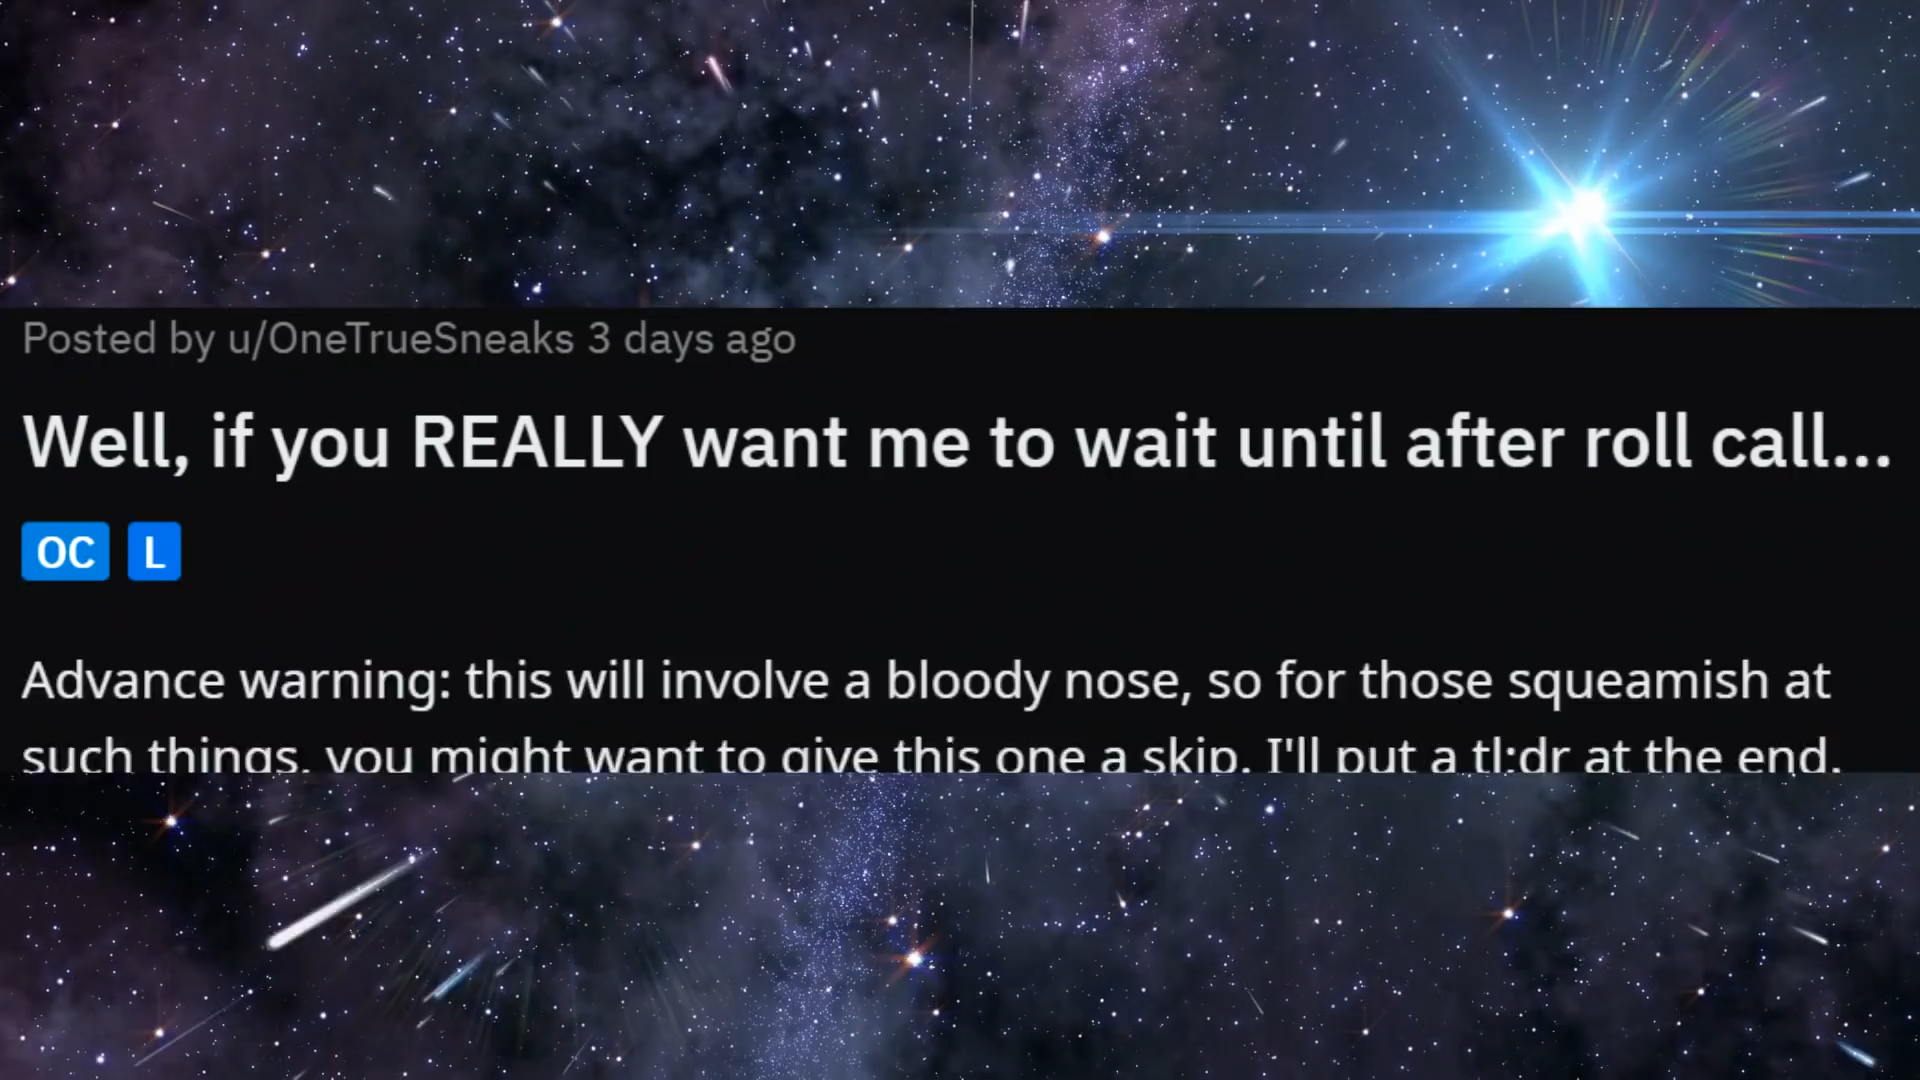 Posted by u/OneTrueSneaks 3 days ago
Well, if you REALLY want me to wait until after roll call...
OC L
Advance warning: this will involve a bloody nose, so for those squeamish at
such things, you might want to give this one a skip. I'll put a tl;dr at the end.